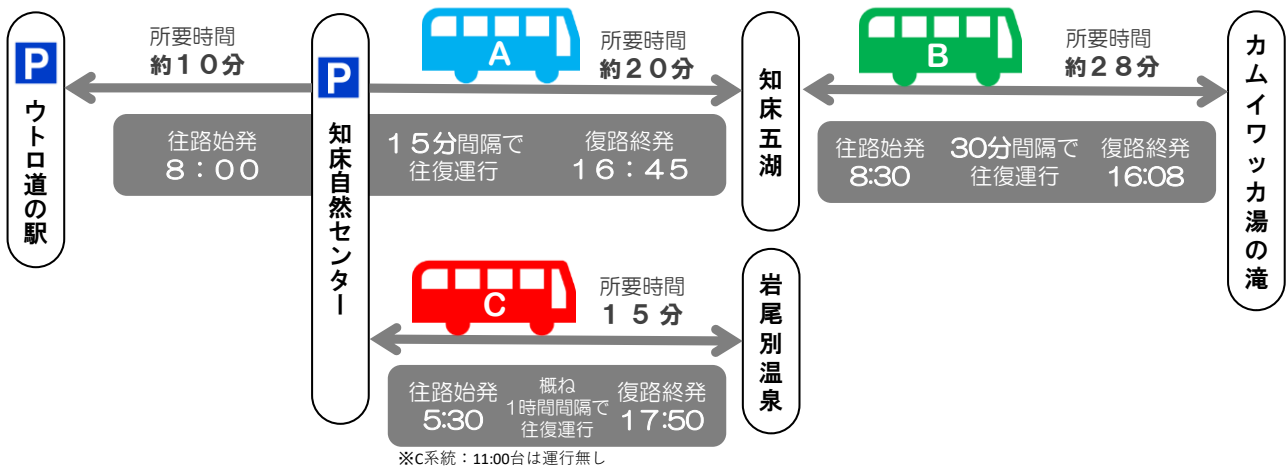 P
ウトロ道の駅
所要時間
約10分
P
知床自然センター
A
所要時間
約20分
往路始発
8：00
15分間隔で
往復運行
復路終発
16：45
知床五湖
B
所要時間
約28分
往路始発
8:30
30分間隔で
往復運行
復路終発
16:08
カムイワッカ湯の滝
C
所要時間
15分
往路始発
5:30
概ね
1時間間隔で
往復運行
復路終発
17:50
岩尾別温泉
※C系統：11:00台は運行無し